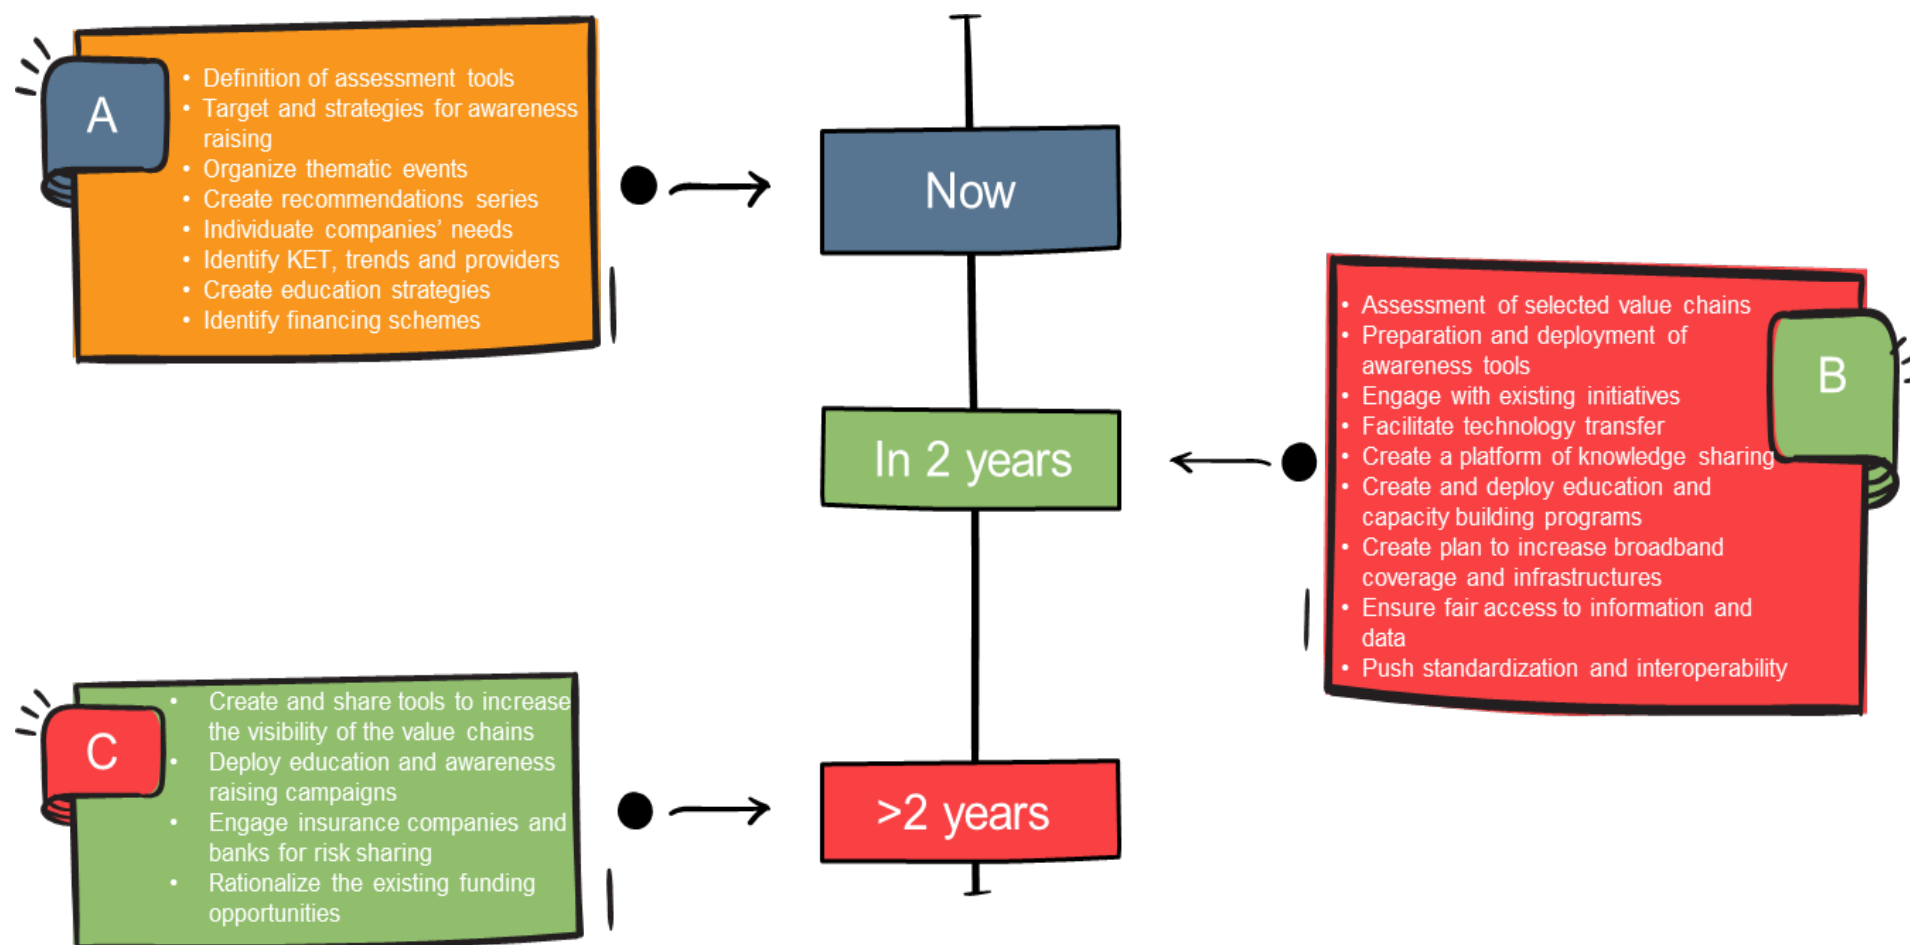 A
• Definition of assessment tools
• Target and strategies for awareness
raising
• Organize thematic events
• Create recommendations series
• Individuate companies’ needs
• Identify KET, trends and providers
• Create education strategies
• Identify financing schemes
Now
B
• Assessment of selected value chains
• Preparation and deployment of
awareness tools
• Engage with existing initiatives
• Facilitate technology transfer
• Create a platform of knowledge sharing
• Create and deploy education and
capacity building programs
• Create plan to increase broadband
coverage and infrastructures
• Ensure fair access to information and
data
• Push standardization and interoperability
In 2 years
C
• Create and share tools to increase
the visibility of the value chains
• Deploy education and awareness
raising campaigns
• Engage insurance companies and
banks for risk sharing
• Rationalize the existing funding
opportunities
>2 years